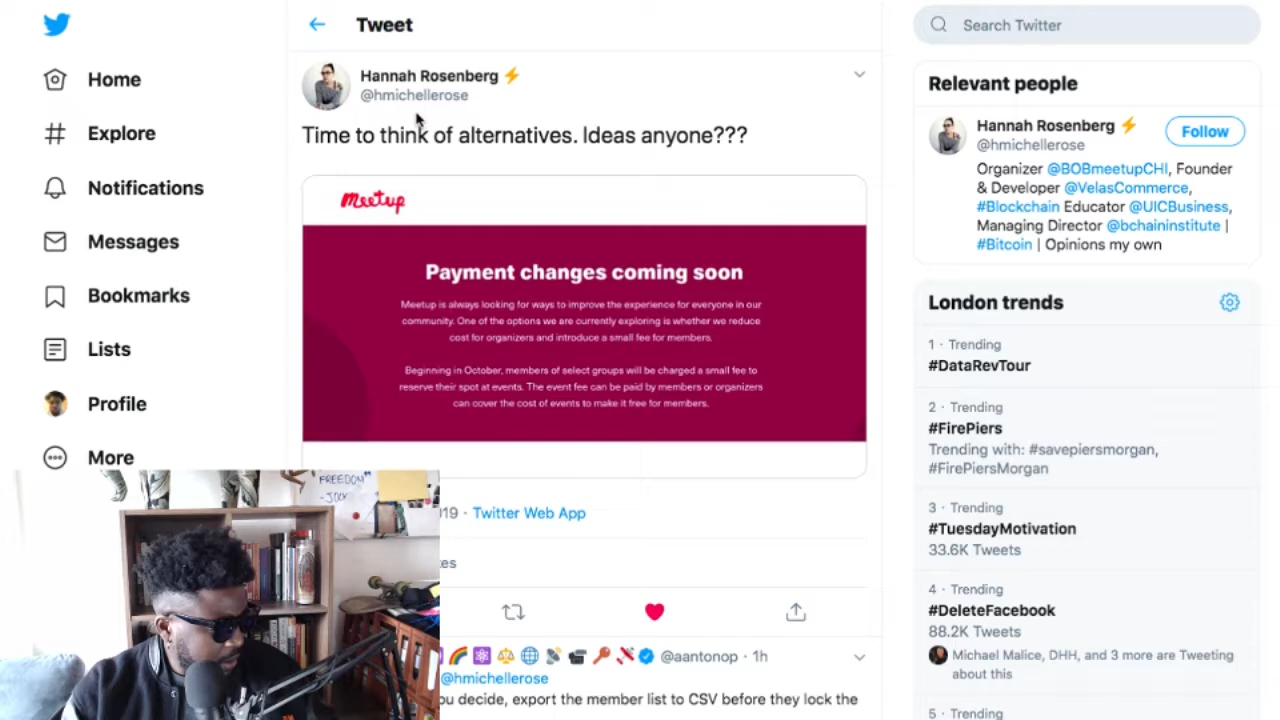 Tweet
Search Twitter
Home
Explore
Notifications
Messages
Bookmarks
Lists
Profile
More
Hannah Rosenberg ⚡
@hmichellerose
Time to think of alternatives. Ideas anyone???
Meetup
Payment changes coming soon
Meetup is always looking for ways to improve the experience for everyone in our
community. One of the options we are currently exploring is whether we reduce
cost for organizers and introduce a small fee for members.
Beginning in October, members of select groups will be charged a small fee to
reserve their spot at events. The event fee can be paid by members or organizers
can cover the cost of events to make it free for members.
19 · Twitter Web App
es
@aantonop · 1h
@hmichellerose
ou decide, export the member list to CSV before they lock the
Relevant people
Hannah Rosenberg ⚡
@hmichellerose
Follow
Organizer @BOBmeetupCHI, Founder
& Developer @VelasCommerce,
#Blockchain Educator @UICBusiness,
Managing Director @bchaininstitute |
#Bitcoin | Opinions my own
London trends
1 · Trending
#DataRevTour
2 · Trending
#FirePiers
Trending with: #savepiersmorgan,
#FirePiersMorgan
3 · Trending
#TuesdayMotivation
33.6K Tweets
4 · Trending
#DeleteFacebook
88.2K Tweets
Michael Malice, DHH, and 3 more are Tweeting
about this
5 · Trending
FREEDOM"